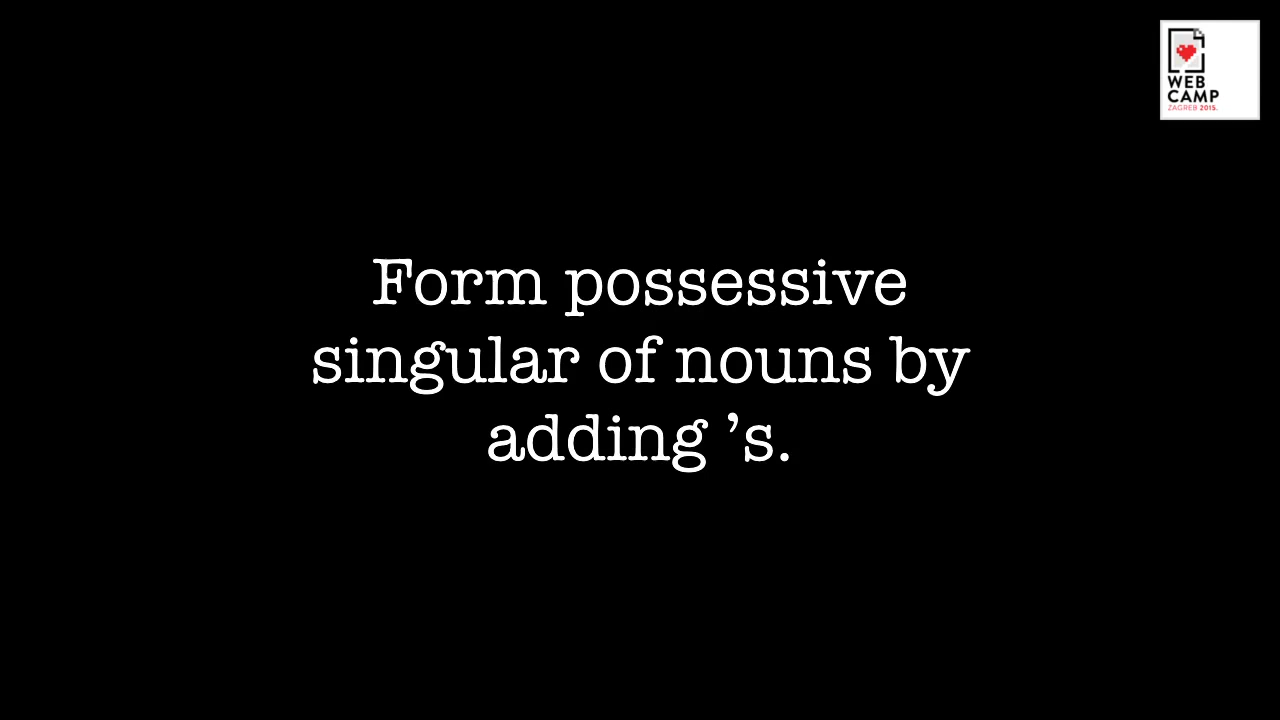 WEB
CAMP
ZAGREB 2015.
Form possessive
singular of nouns by
adding ’s.